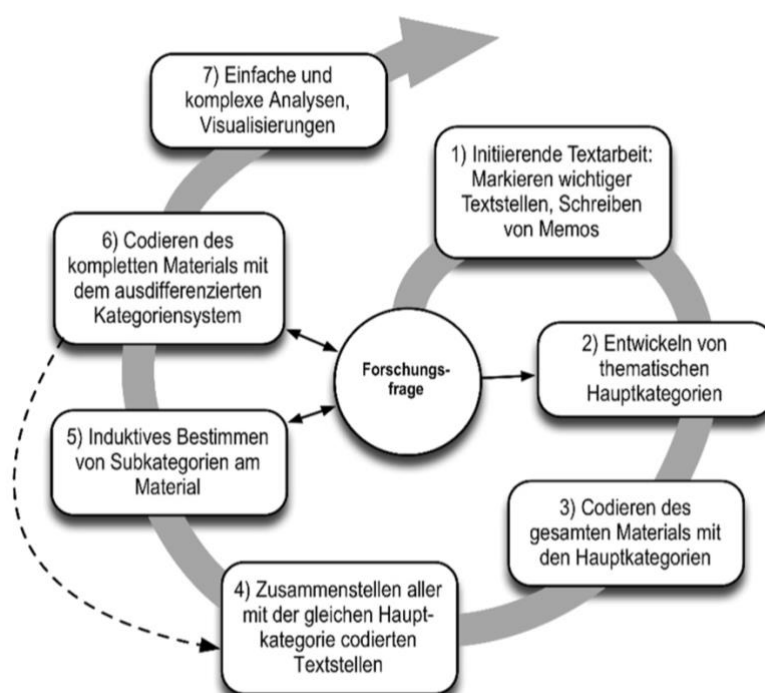 1) Initiierende Textarbeit:
Markieren wichtiger
Textstellen, Schreiben
von Memos
2) Entwickeln von
thematischen
Hauptkategorien
3) Codieren des
gesamten Materials mit
den Hauptkategorien
4) Zusammenstellen aller
mit der gleichen Haupt-
kategorie codierten
Textstellen
5) Induktives Bestimmen
von Subkategorien am
Material
6) Codieren des
kompletten Materials mit
dem ausdifferenzierten
Kategoriensystem
7) Einfache und
komplexe Analysen,
Visualisierungen
Forschungs-
frage